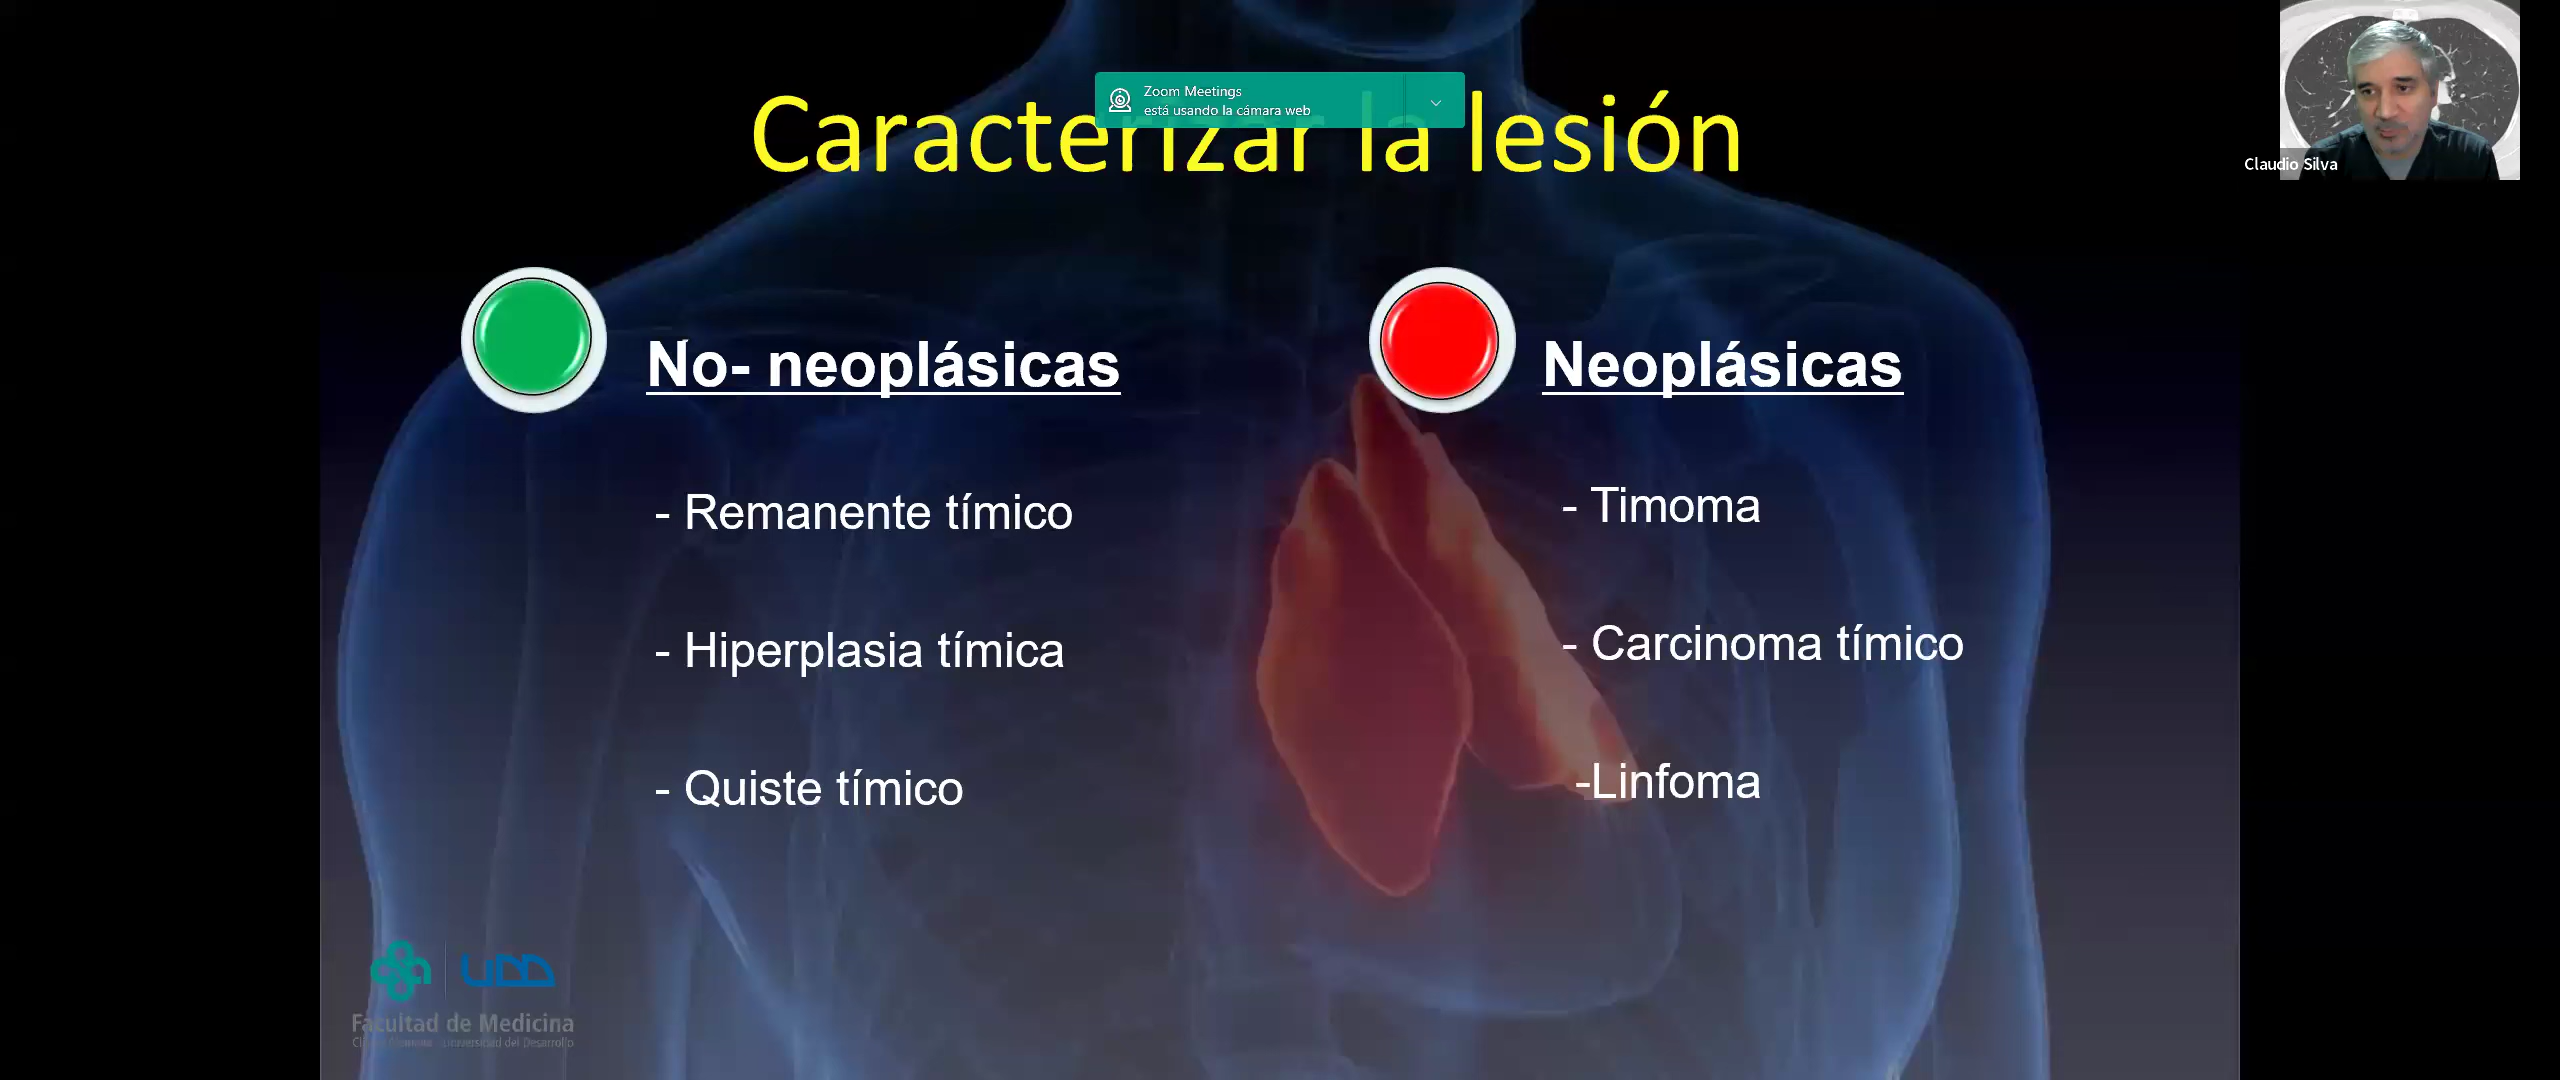 Zoom Meetings
está usando la cámara web
Caracterizar la lesión
Claudio Silva
No- neoplásicas
- Remanente tímico
- Hiperplasia tímica
- Quiste tímico
Neoplásicas
- Timoma
- Carcinoma tímico
-Linfoma
UDD
Facultad de Medicina
Universidad del Desarrollo